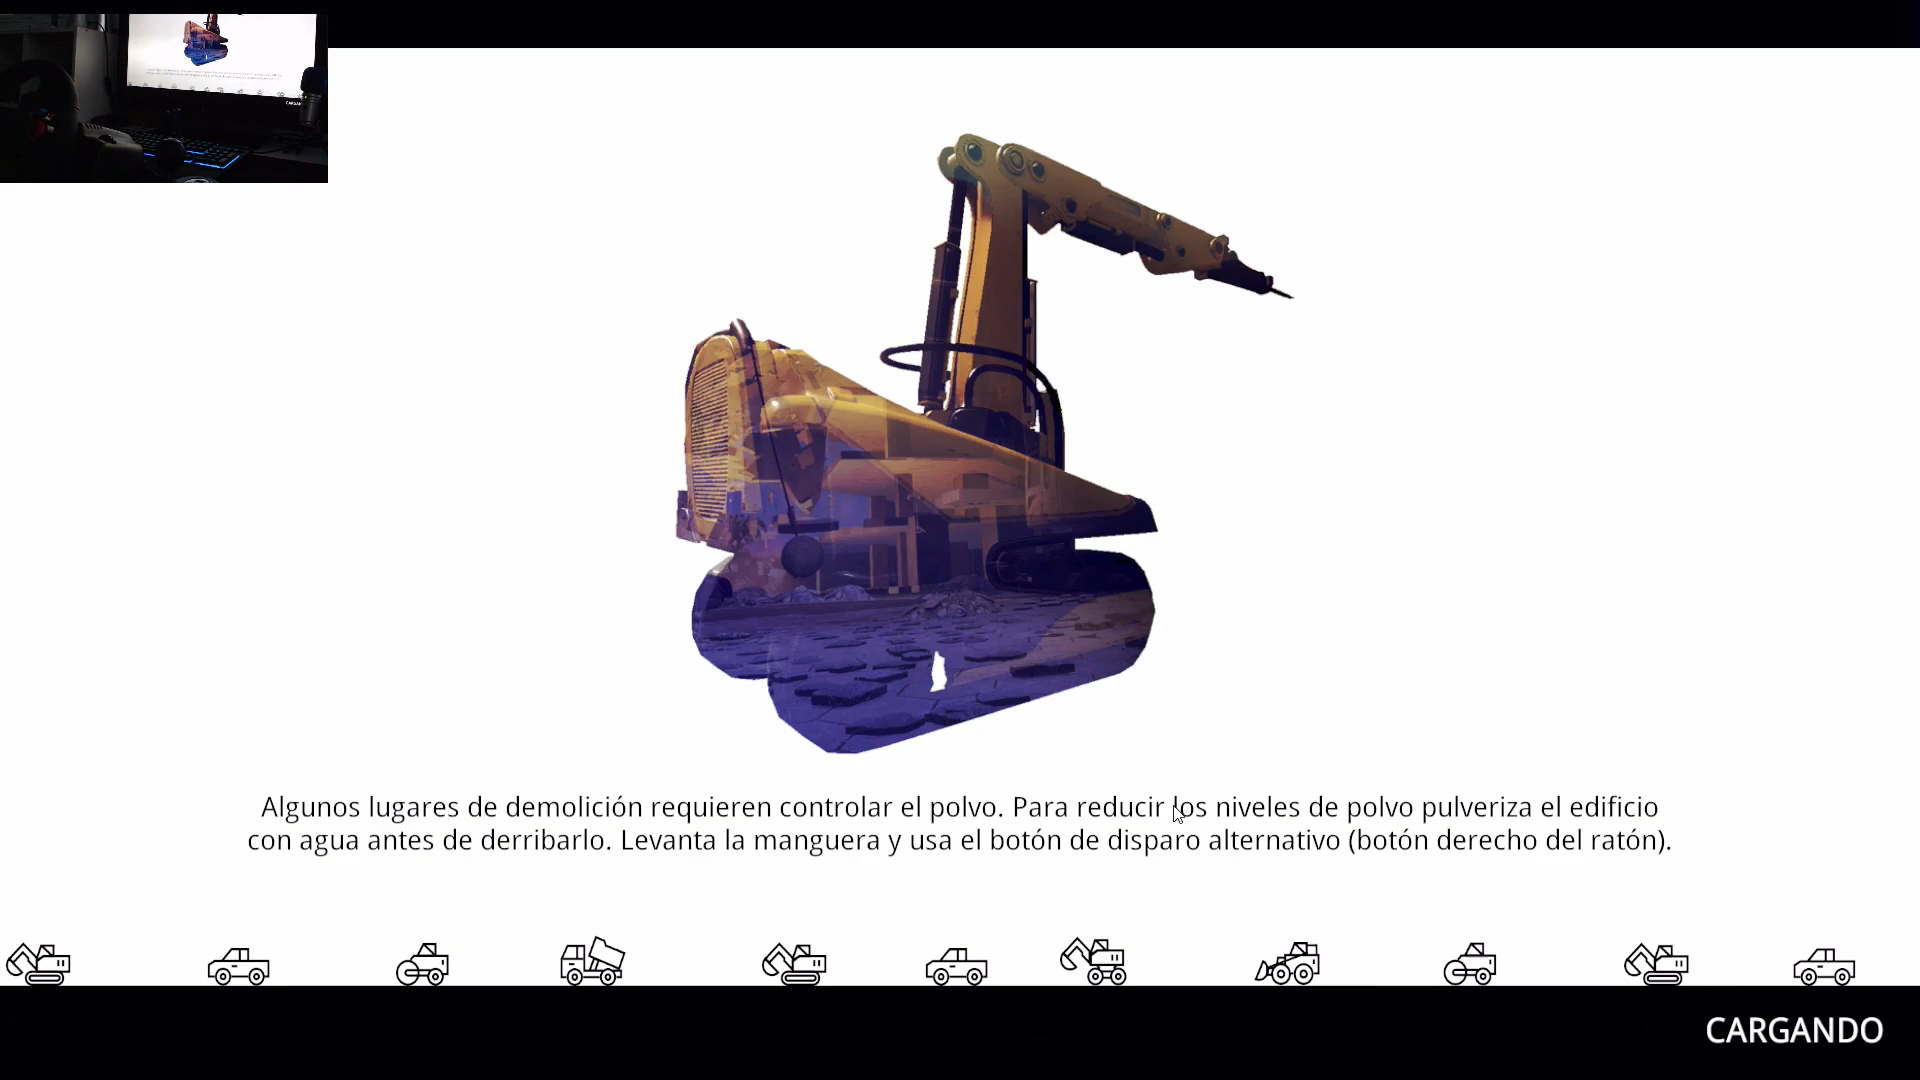 Algunos lugares de demolición requieren controlar el polvo. Para reducir los niveles de polvo pulveriza el edificio
con agua antes de derribarlo. Levanta la manguera y usa el botón de disparo alternativo (botón derecho del ratón).
CARGANDO